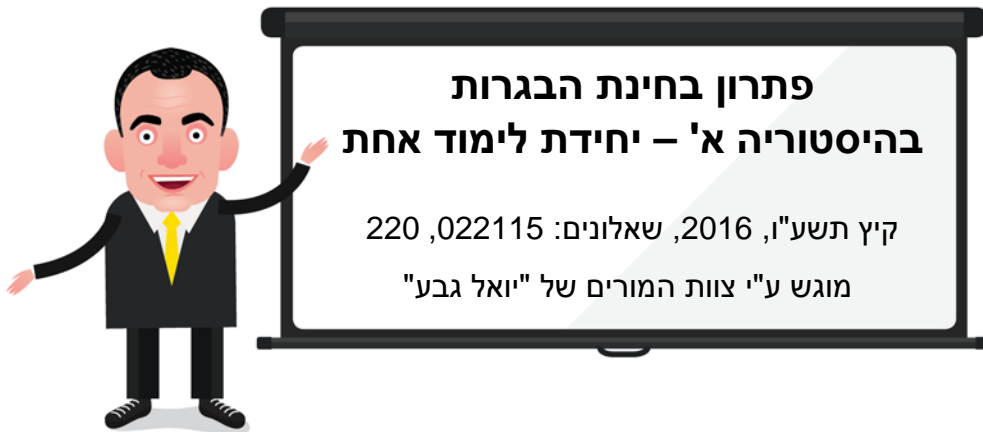 פתרון בחינת הבגרות
בהיסטוריה א' – יחידת לימוד אחת
קיץ תשע"ו, 2016, שאלונים: 022115, 220
מוגש ע"י צוות המורים של "יואל גבע"